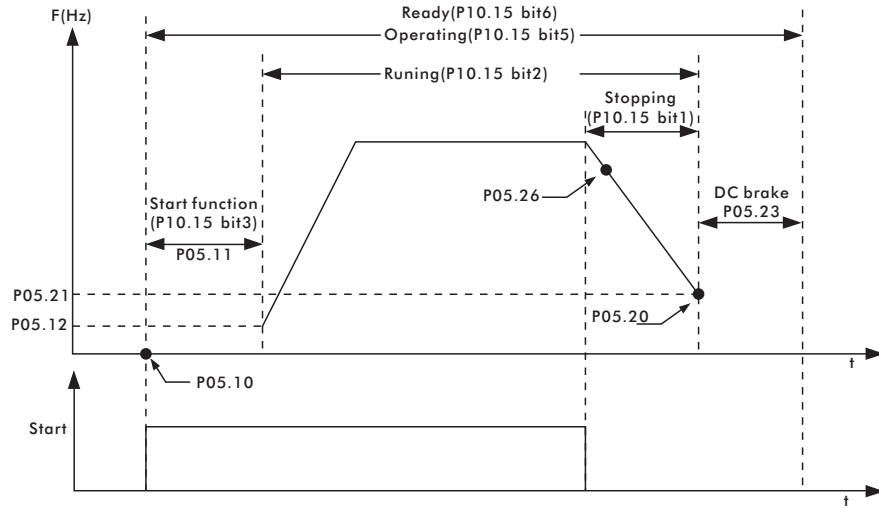 F(Hz)
Ready(P10.15 bit6)
Operating(P10.15 bit5)
Runing(P10.15 bit2)
Stopping
(P10.15 bit1)
P05.26
DC brake
P05.23
Start function
(P10.15 bit3)
P05.11
P05.21
P05.12
P05.20
P05.10
t
Start
t